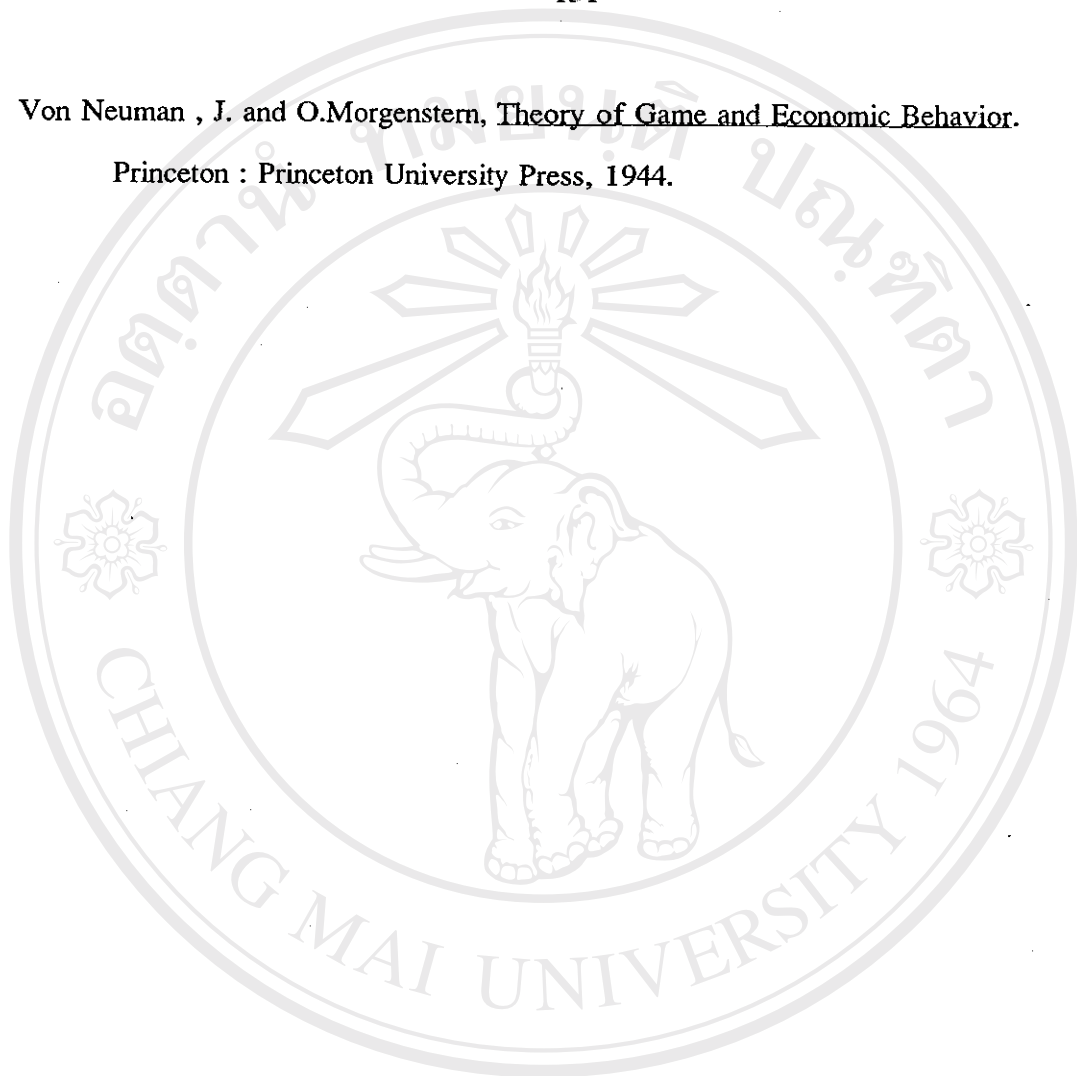 Von Neuman , J. and O.Morgenstern, Theory of Game and Economic Behavior.
Princeton : Princeton University Press, 1944.
CHIANG MAI UNIVERSITY 1964